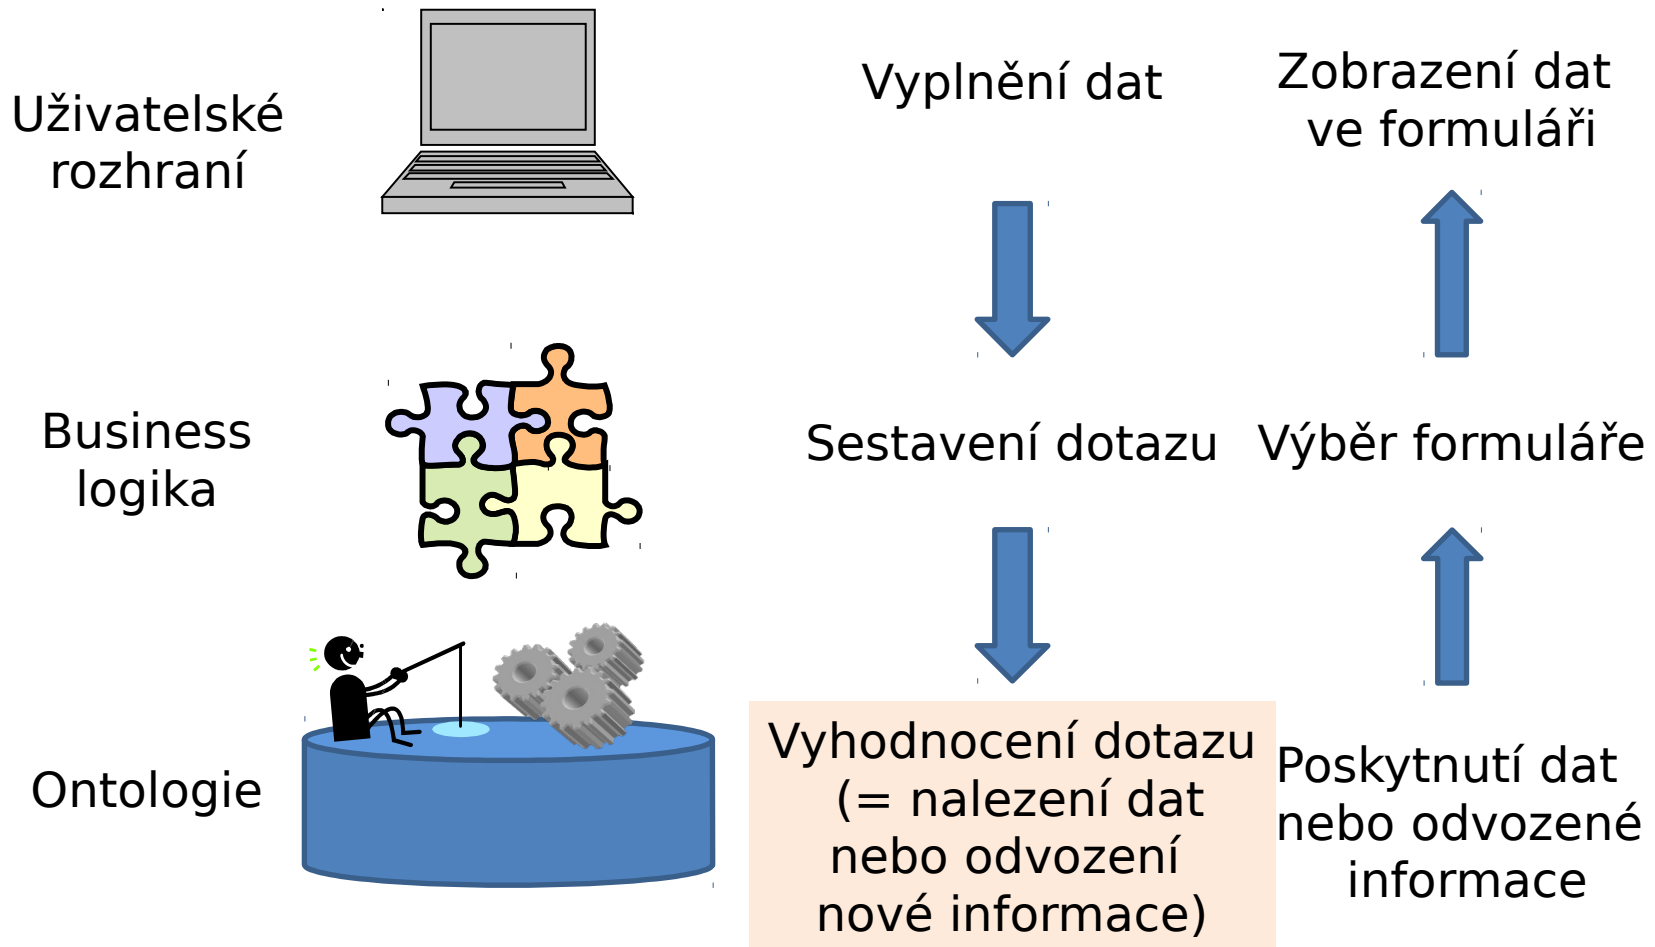 Uživatelské
rozhraní
Vyplnění dat
Zobrazení dat
ve formuláři
Business
logika
Sestavení dotazu
Výběr formuláře
Ontologie
Vyhodnocení dotazu
(= nalezení dat
nebo odvození
nové informace)
Poskytnutí dat
nebo odvozené
informace